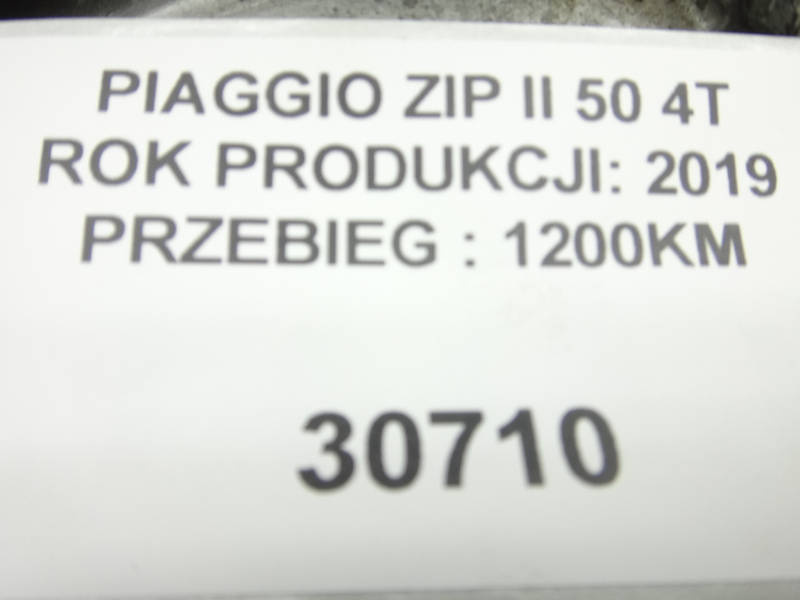 PIAGGIO ZIP II 50 4T
ROK PRODUKCJI: 2019
PRZEBIEG : 1200KM
30710